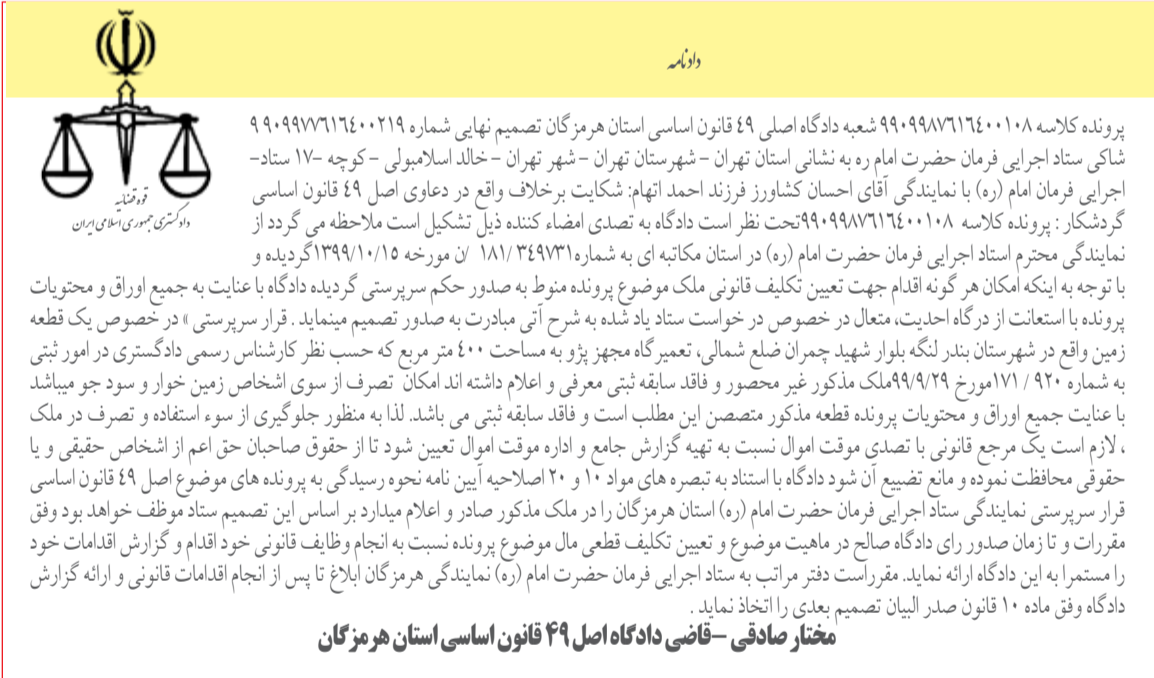 دادنامه
قوه قضائیه
دادگستری جمهوری اسلامی ایران
پرونده کلاسه ۹۹۰۹۹۸۷۶۱۶٤۰۰۱۰۸ شعبه دادگاه اصلی ٤۹ قانون اساسی استان هرمزگان تصمیم نهایی شماره ۹۹۰۹۹۷۷۶۱۶٤۰۰۲۱۹ ۹
شاکی ستاد اجرایی فرمان حضرت امام ره به نشانی استان تهران - شهرستان تهران - شهر تهران - خالد اسلامبولی - کوچه -۱۷ ستاد-
اجرایی فرمان امام (ره) با نمایندگی آقای احسان کشاورز فرزند احمد اتهام: شکایت برخلاف واقع در دعاوی اصل ٤۹ قانون اساسی
گردشکار : پرونده کلاسه ۹۹۰۹۹۸۷۶۱۶٤۰۰۱۰۸تحت نظر است دادگاه به تصدی امضاء کننده ذیل تشکیل است ملاحظه می گردد از
نمایندگی محترم استاد اجرایی فرمان حضرت امام (ره) در استان مکاتبه ای به شماره۳٤۹۷۳۱ /۱۸۱ /ن مورخه ۱۳۹۹/۱۰/۱۵گردیده و
با توجه به اینکه امکان هر گونه اقدام جهت تعیین تکلیف قانونی ملک موضوع پرونده منوط به صدور حکم سرپرستی گردیده دادگاه با عنایت به جمیع اوراق و محتویات
پرونده با استعانت از درگاه احدیت، متعال در خصوص در خواست ستاد یاد شده به شرح آتی مبادرت به صدور تصمیم مینماید . قرار سرپرستی » در خصوص یک قطعه
زمین واقع در شهرستان بندر لنگه بلوار شهید چمران ضلع شمالی، تعمیرگاه مجهز پژو به مساحت ٤۰۰ متر مربع که حسب نظر کارشناس رسمی دادگستری در امور ثبتی
به شماره ۹۲۰ / ۱۷۱مورخ ۹۹/۹/۲۹ملک مذکور غیر محصور و فاقد سابقه ثبتی معرفی و اعلام داشته اند امکان تصرف از سوی اشخاص زمین خوار و سود جو میباشد
با عنایت جمیع اوراق و محتویات پرونده قطعه مذکور متصصن این مطلب است و فاقد سابقه ثبتی می باشد. لذا به منظور جلوگیری از سوء استفاده و تصرف در ملک
، لازم است یک مرجع قانونی با تصدی موقت اموال نسبت به تهیه گزارش جامع و اداره موقت اموال تعیین شود تا از حقوق صاحبان حق اعم از اشخاص حقیقی و یا
حقوقی محافظت نموده و مانع تضییع آن شود دادگاه با استناد به تبصره های مواد ۱۰ و ۲۰ اصلاحیه آیین نامه نحوه رسیدگی به پرونده های موضوع اصل ٤۹ قانون اساسی
قرار سرپرستی نمایندگی ستاد اجرایی فرمان حضرت امام (ره) استان هرمزگان را در ملک مذکور صادر و اعلام میدارد بر اساس این تصمیم ستاد موظف خواهد بود وفق
مقررات و تا زمان صدور رای دادگاه صالح در ماهیت موضوع و تعیین تکلیف قطعی مال موضوع پرونده نسبت به انجام وظایف قانونی خود اقدام و گزارش اقدامات خود
را مستمرا به این دادگاه ارائه نماید. مقرراست دفتر مراتب به ستاد اجرایی فرمان حضرت امام (ره) نمایندگی هرمزگان ابلاغ تا پس از انجام اقدامات قانونی و ارائه گزارش
دادگاه وفق ماده ۱۰ قانون صدر البیان تصمیم بعدی را اتخاذ نماید .
مختار صادقی -قاضی دادگاه اصل ۴۹ قانون اساسی استان هرمزگان